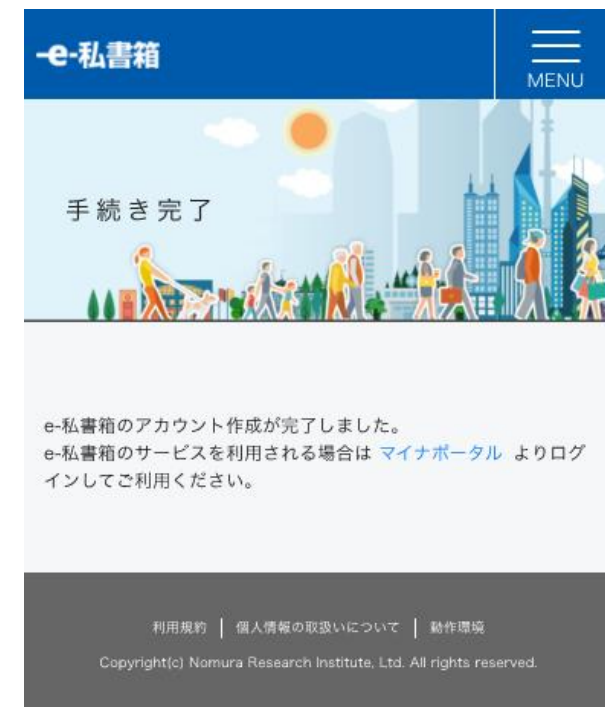 -e-私書箱
MENU
手続き完了
e-私書箱のアカウント作成が完了しました。
e-私書箱のサービスを利用される場合は マイナポータル よりログ
インしてご利用ください。
利用規約 | 個人情報の取扱いについて | 動作環境
Copyright(c) Nomura Research Institute, Ltd. All rights reserved.